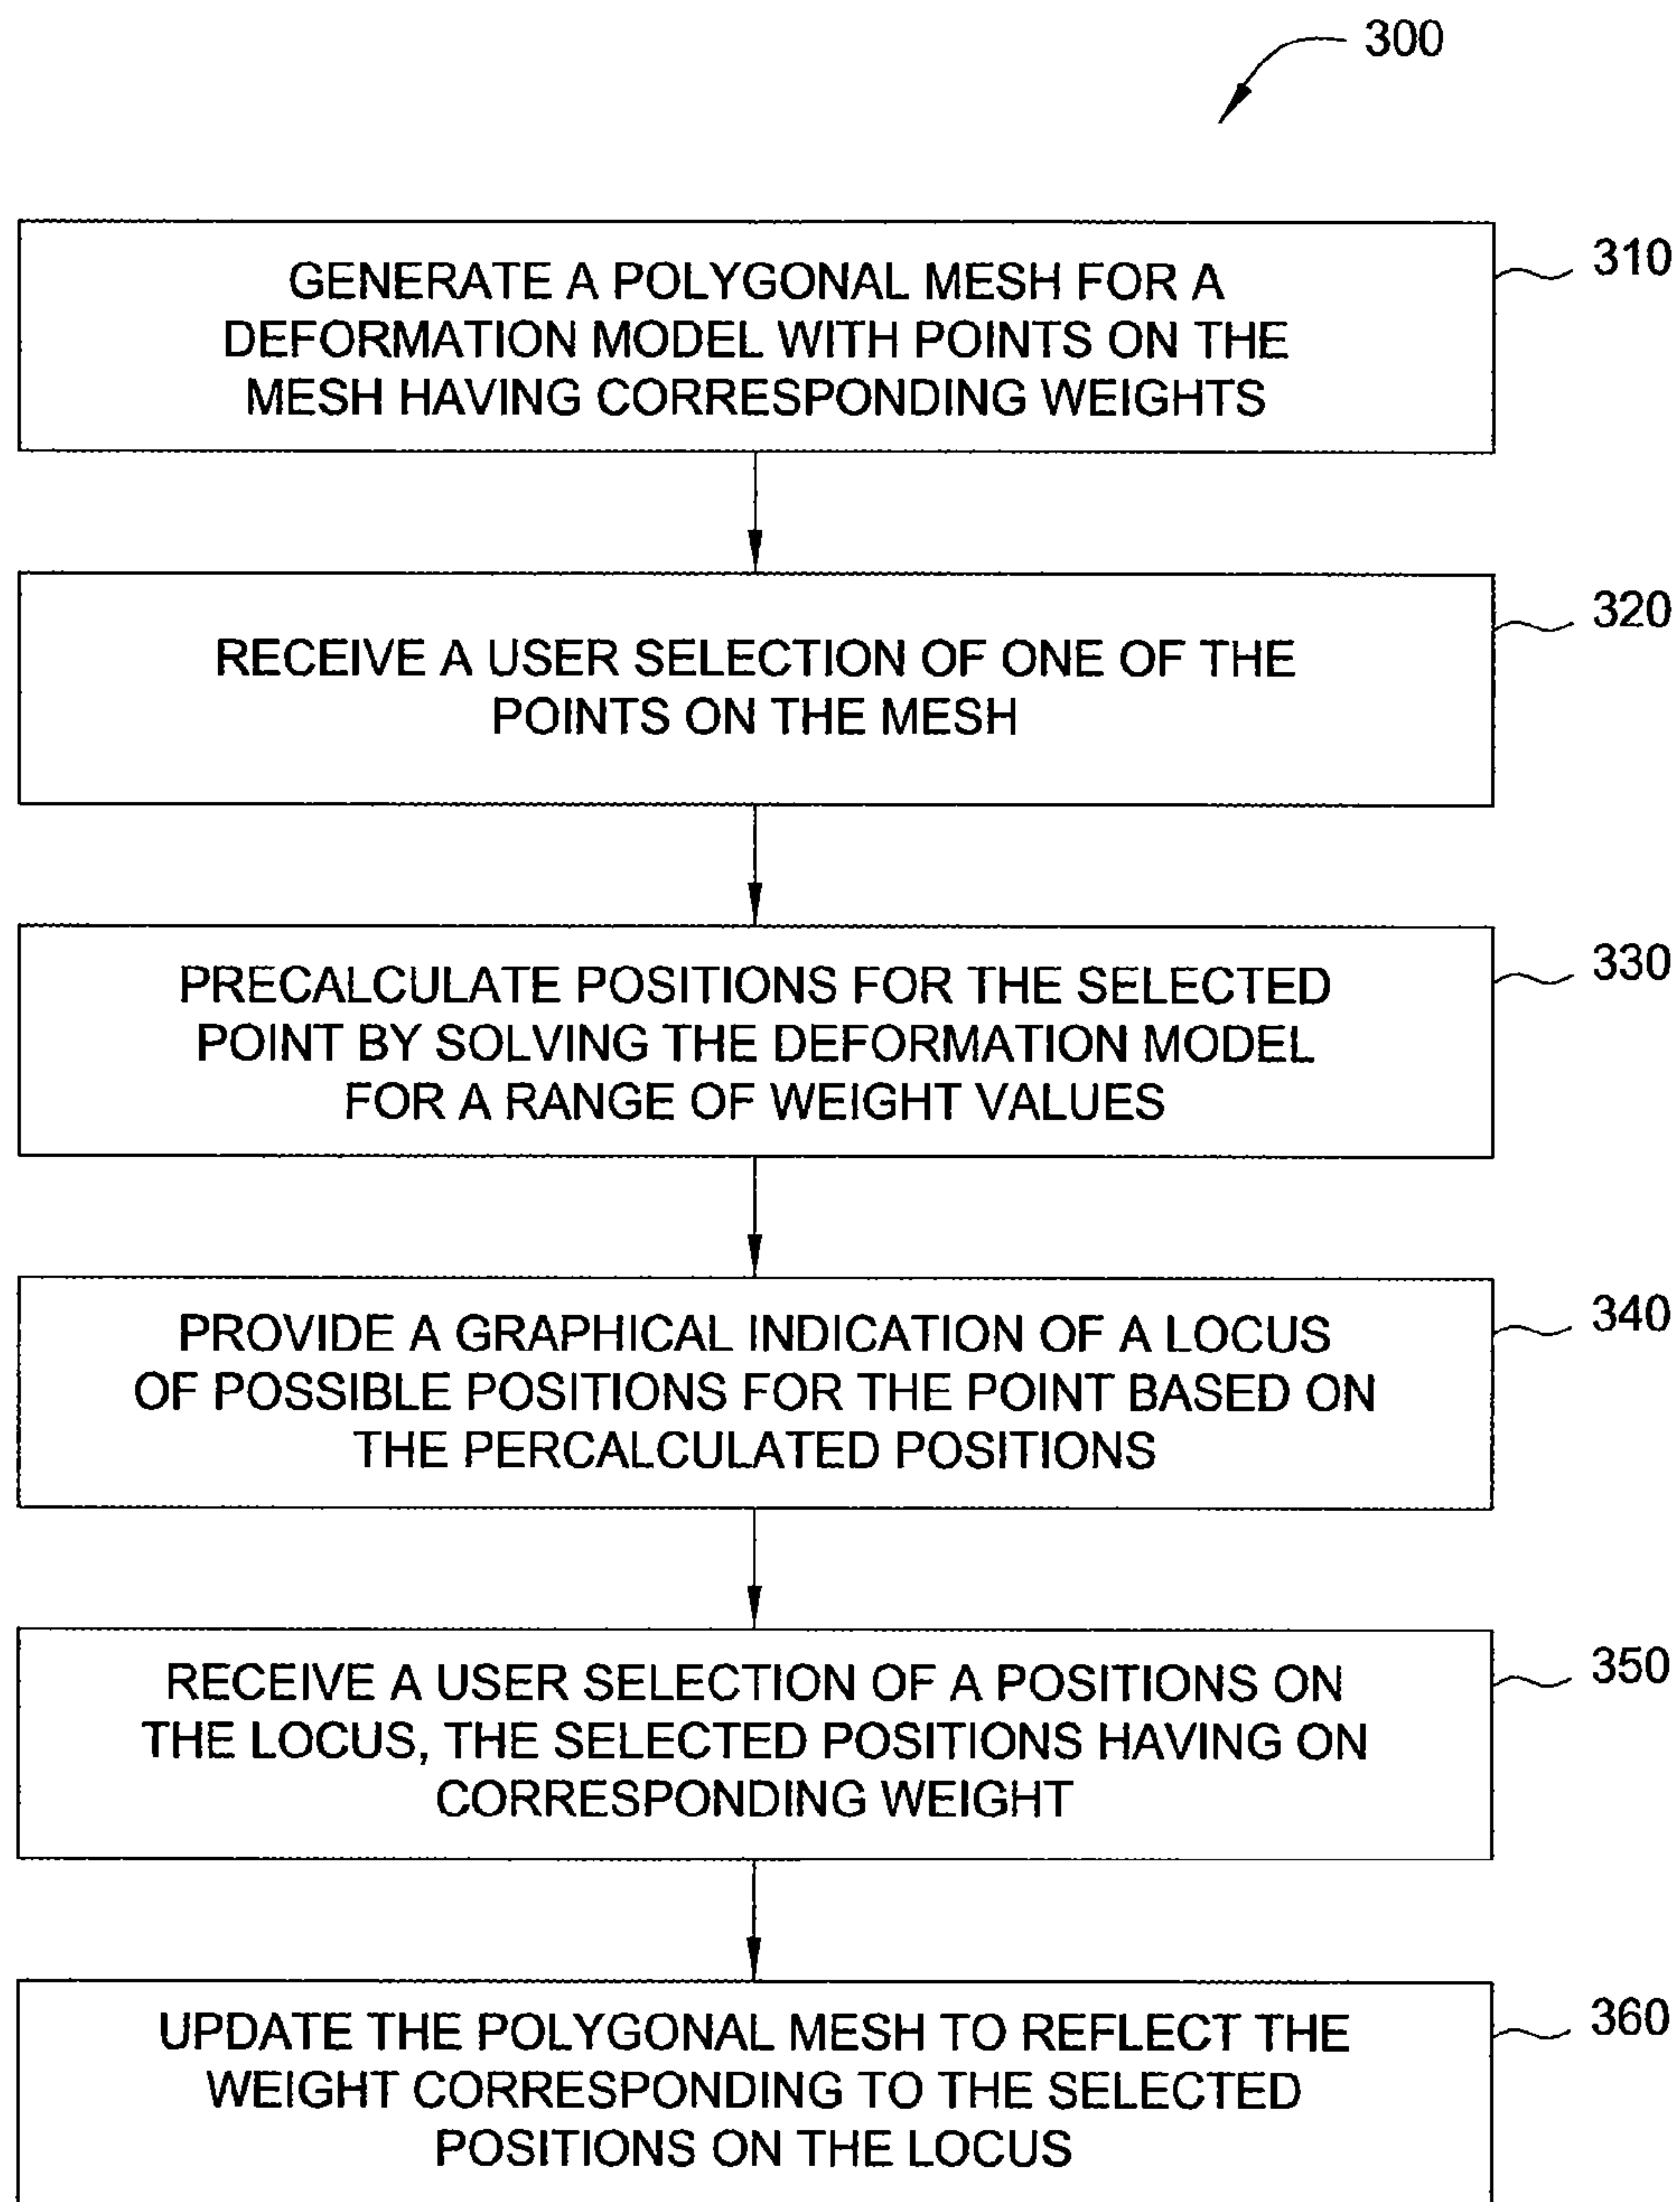 300
GENERATE A POLYGONAL MESH FOR A
DEFORMATION MODEL WITH POINTS ON THE
MESH HAVING CORRESPONDING WEIGHTS
310
RECEIVE A USER SELECTION OF ONE OF THE
POINTS ON THE MESH
320
PRECALCULATE POSITIONS FOR THE SELECTED
POINT BY SOLVING THE DEFORMATION MODEL
FOR A RANGE OF WEIGHT VALUES
330
PROVIDE A GRAPHICAL INDICATION OF A LOCUS
OF POSSIBLE POSITIONS FOR THE POINT BASED ON
THE PERCALCULATED POSITIONS
340
RECEIVE A USER SELECTION OF A POSITIONS ON
THE LOCUS, THE SELECTED POSITIONS HAVING ON
CORRESPONDING WEIGHT
350
UPDATE THE POLYGONAL MESH TO REFLECT THE
WEIGHT CORRESPONDING TO THE SELECTED
POSITIONS ON THE LOCUS
360